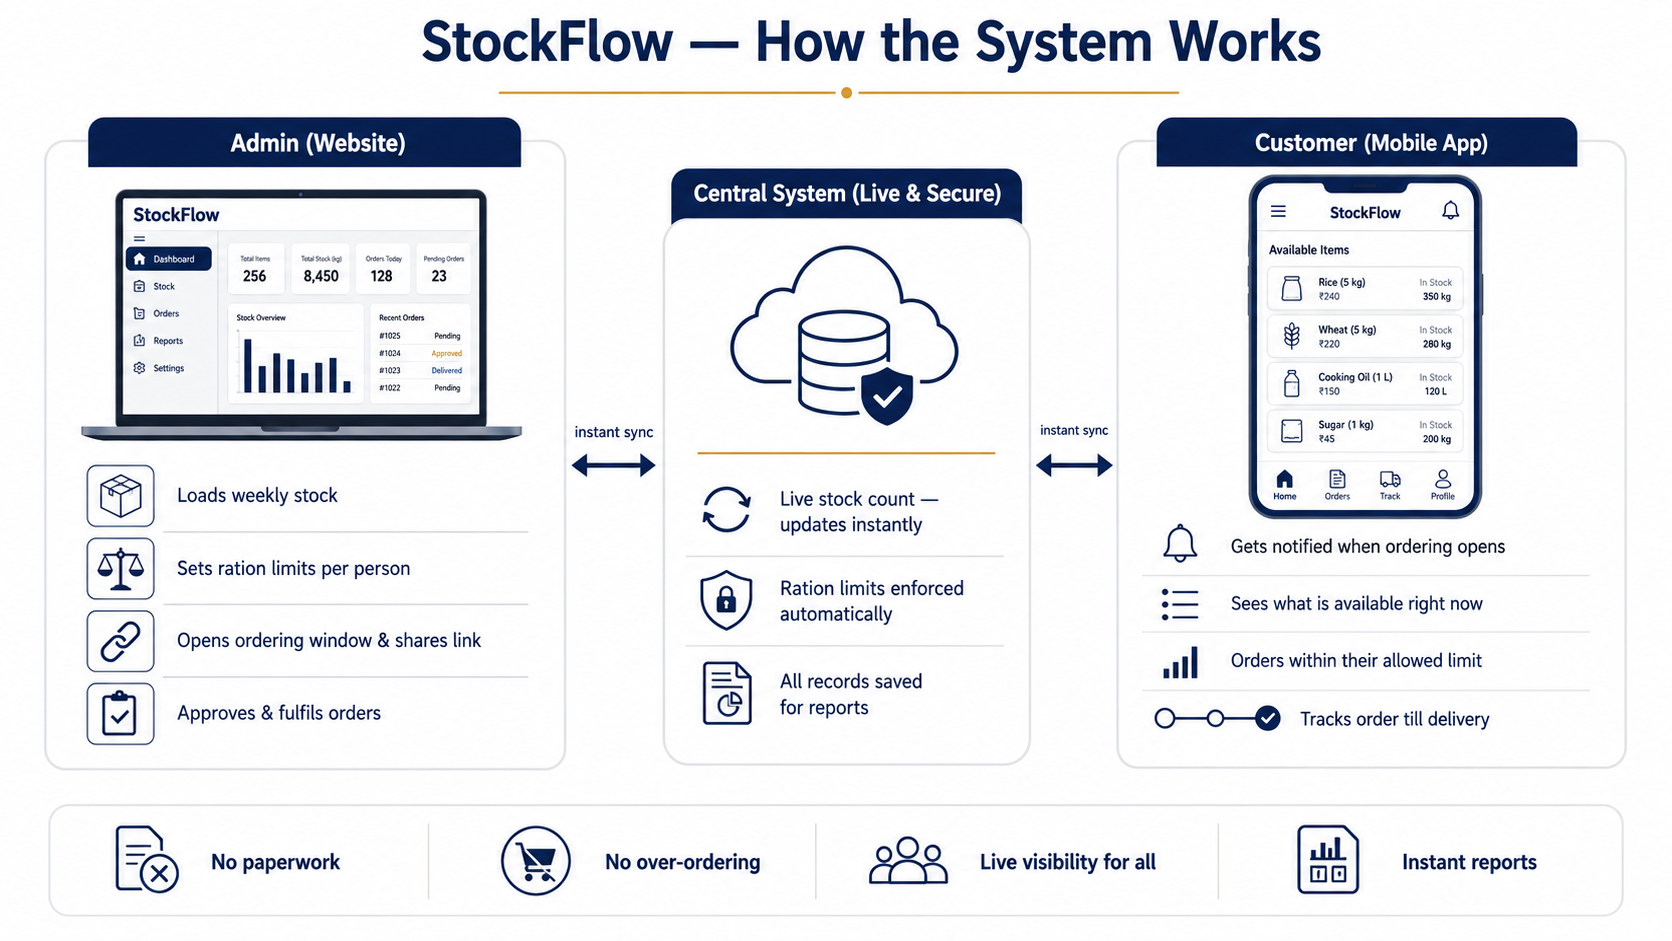 StockFlow — How the System Works
Admin (Website)
StockFlow
Dashboard
Stock
Orders
Reports
Settings
Total Items
256
Total Stock (kg)
8,450
Orders Today
128
Pending Orders
23
Stock Overview
Recent Orders
#1025 Pending
#1024 Approved
#1023 Delivered
#1022 Pending
Loads weekly stock
Sets ration limits per person
Opens ordering window & shares link
Approves & fulfils orders
instant sync
Central System (Live & Secure)
Live stock count —
updates instantly
Ration limits enforced
automatically
All records saved
for reports
instant sync
Customer (Mobile App)
StockFlow
Available Items
Rice (5 kg) In Stock
₹240 350 kg
Wheat (5 kg) In Stock
₹220 280 kg
Cooking Oil (1 L) In Stock
₹150 120 L
Sugar (1 kg) In Stock
₹45 200 kg
Home Orders Track Profile
Gets notified when ordering opens
Sees what is available right now
Orders within their allowed limit
Tracks order till delivery
No paperwork
No over-ordering
Live visibility for all
Instant reports